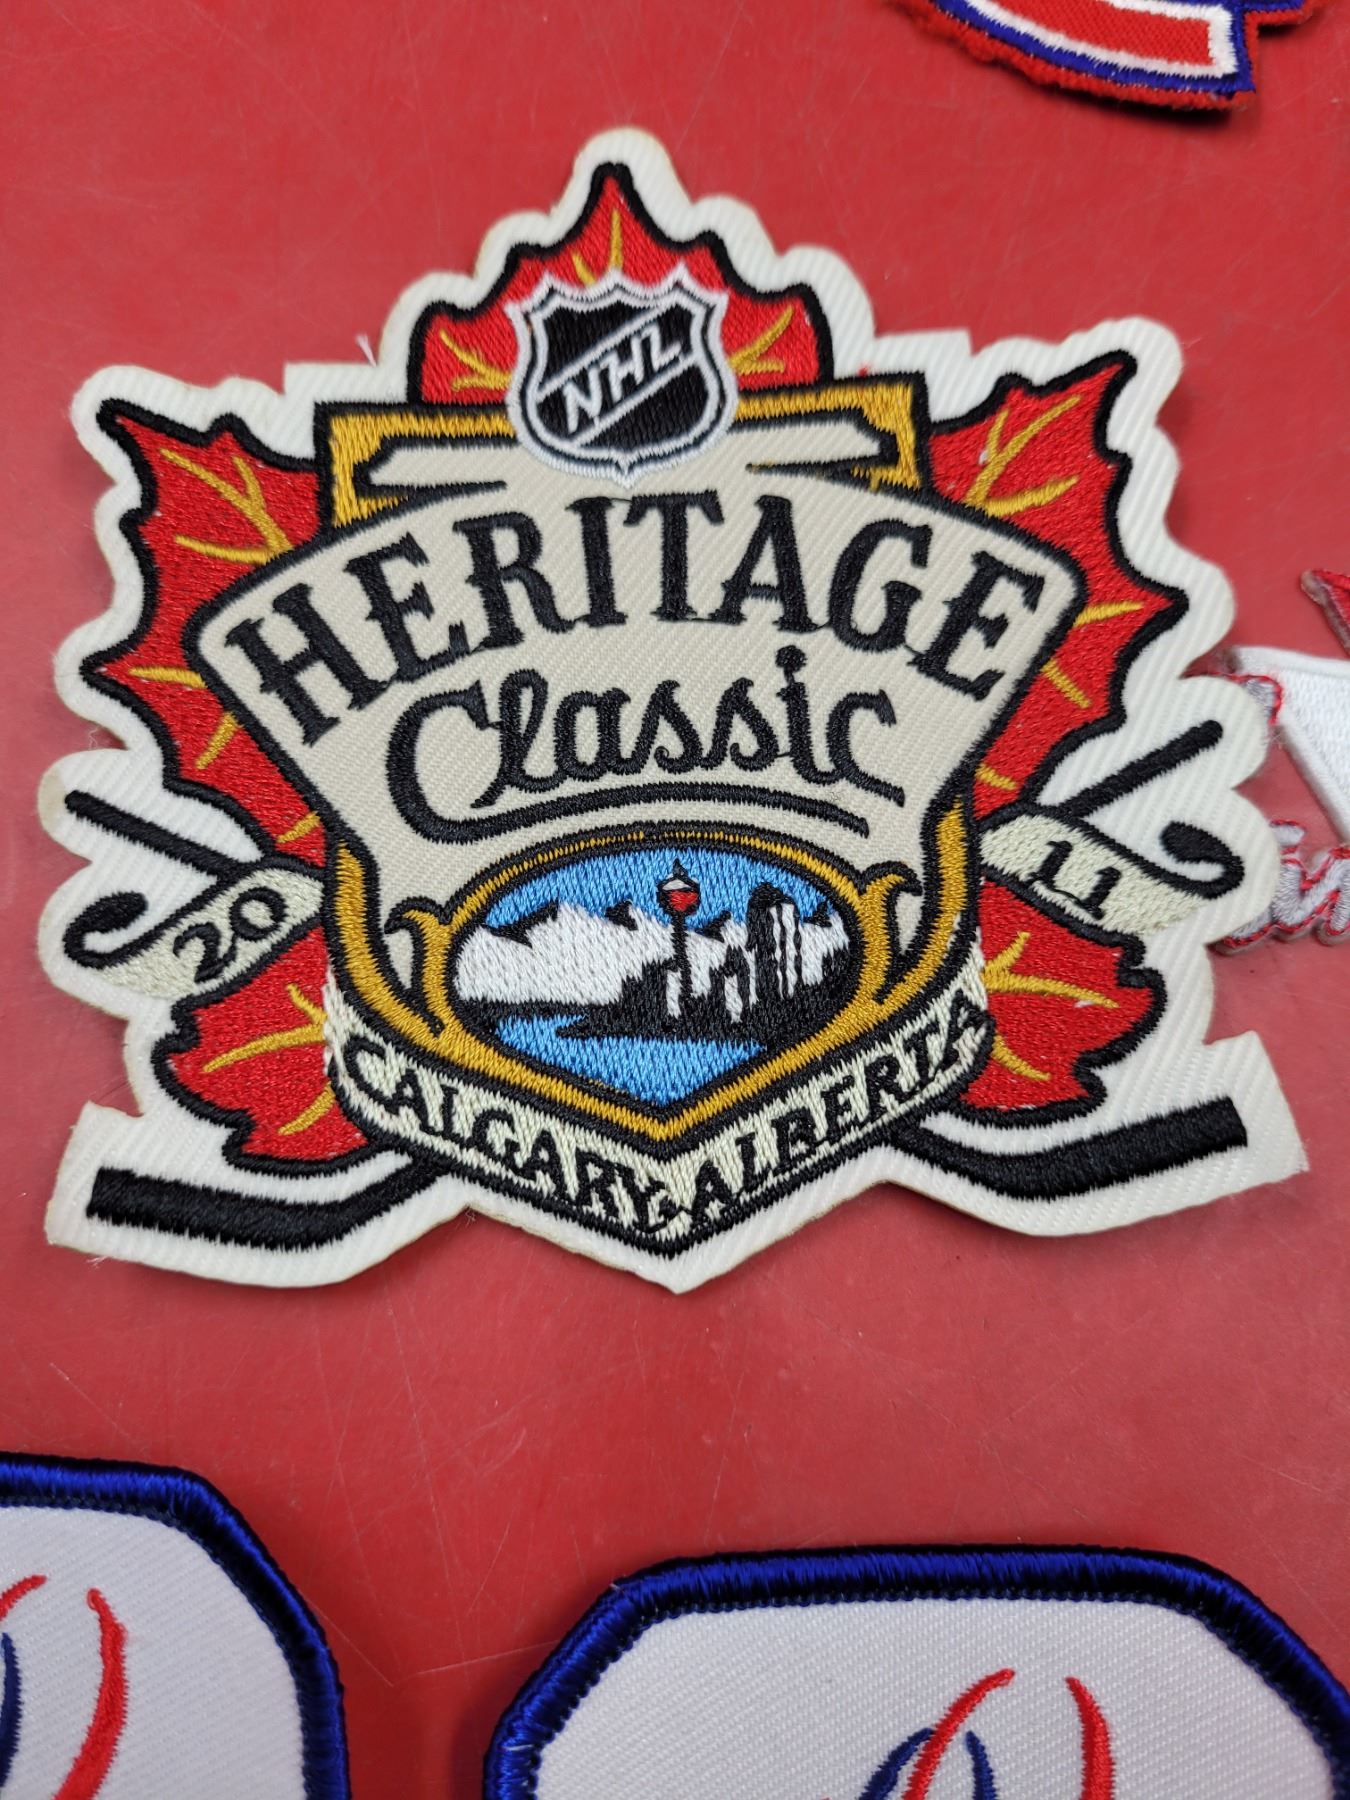 NHL
HERITAGE
Classic
20 11
CALGARY, ALBERTA